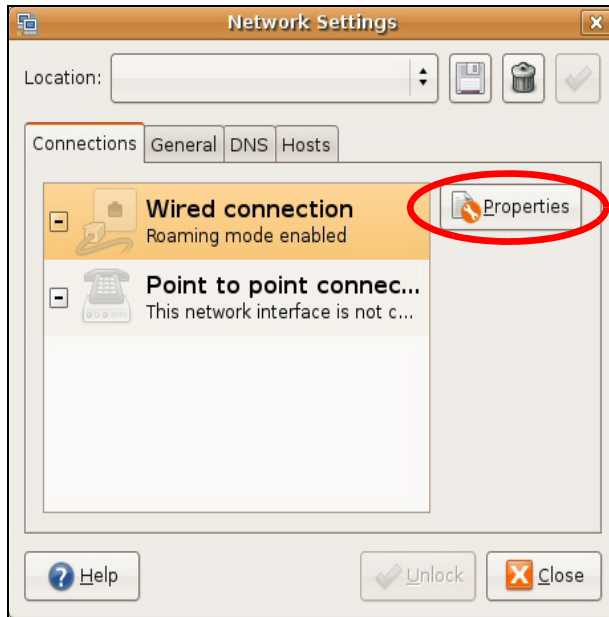 Network Settings
Location:
Connections General DNS Hosts
Wired connection
Roaming mode enabled
Properties
Point to point connec...
This network interface is not c...
Help Unlock Close